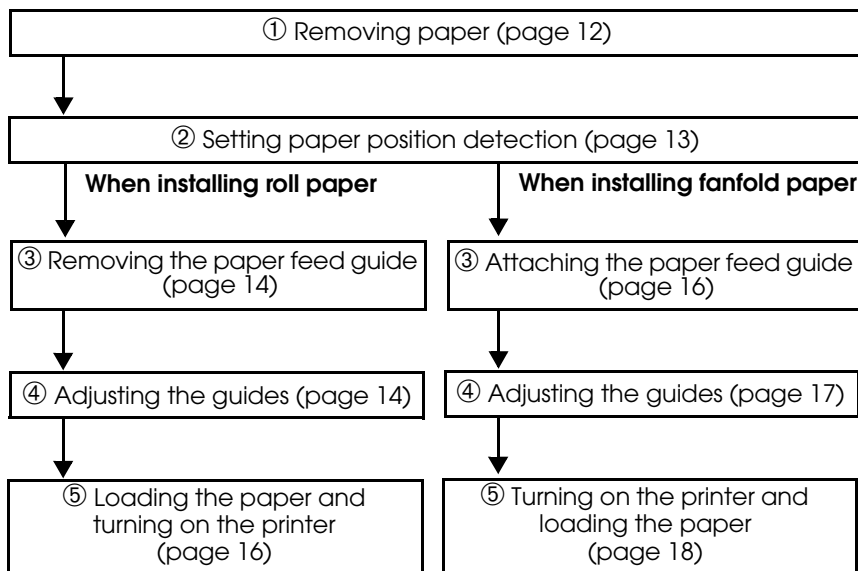 ① Removing paper (page 12)
② Setting paper position detection (page 13)
When installing roll paper
When installing fanfold paper
③ Removing the paper feed guide
(page 14)
③ Attaching the paper feed guide
(page 16)
④ Adjusting the guides (page 14)
④ Adjusting the guides (page 17)
⑤ Loading the paper and
turning on the printer
(page 16)
⑤ Turning on the printer and
loading the paper
(page 18)